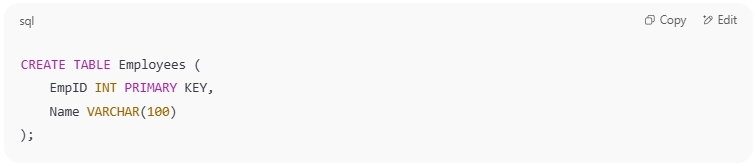 sql
Copy
Edit
CREATE TABLE Employees (
    EmpID INT PRIMARY KEY,
    Name VARCHAR(100)
);